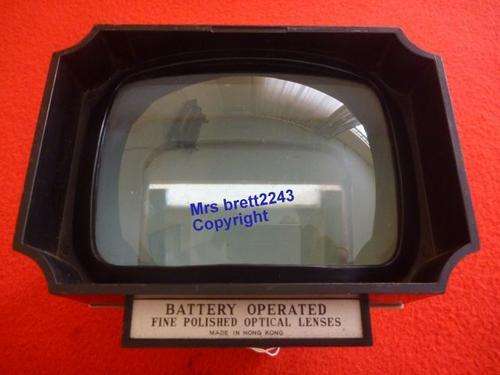 Mrs brett2243
Copyright
BATTERY OPERATED
FINE POLISHED OPTICAL LENSES
MADE IN HONG KONG